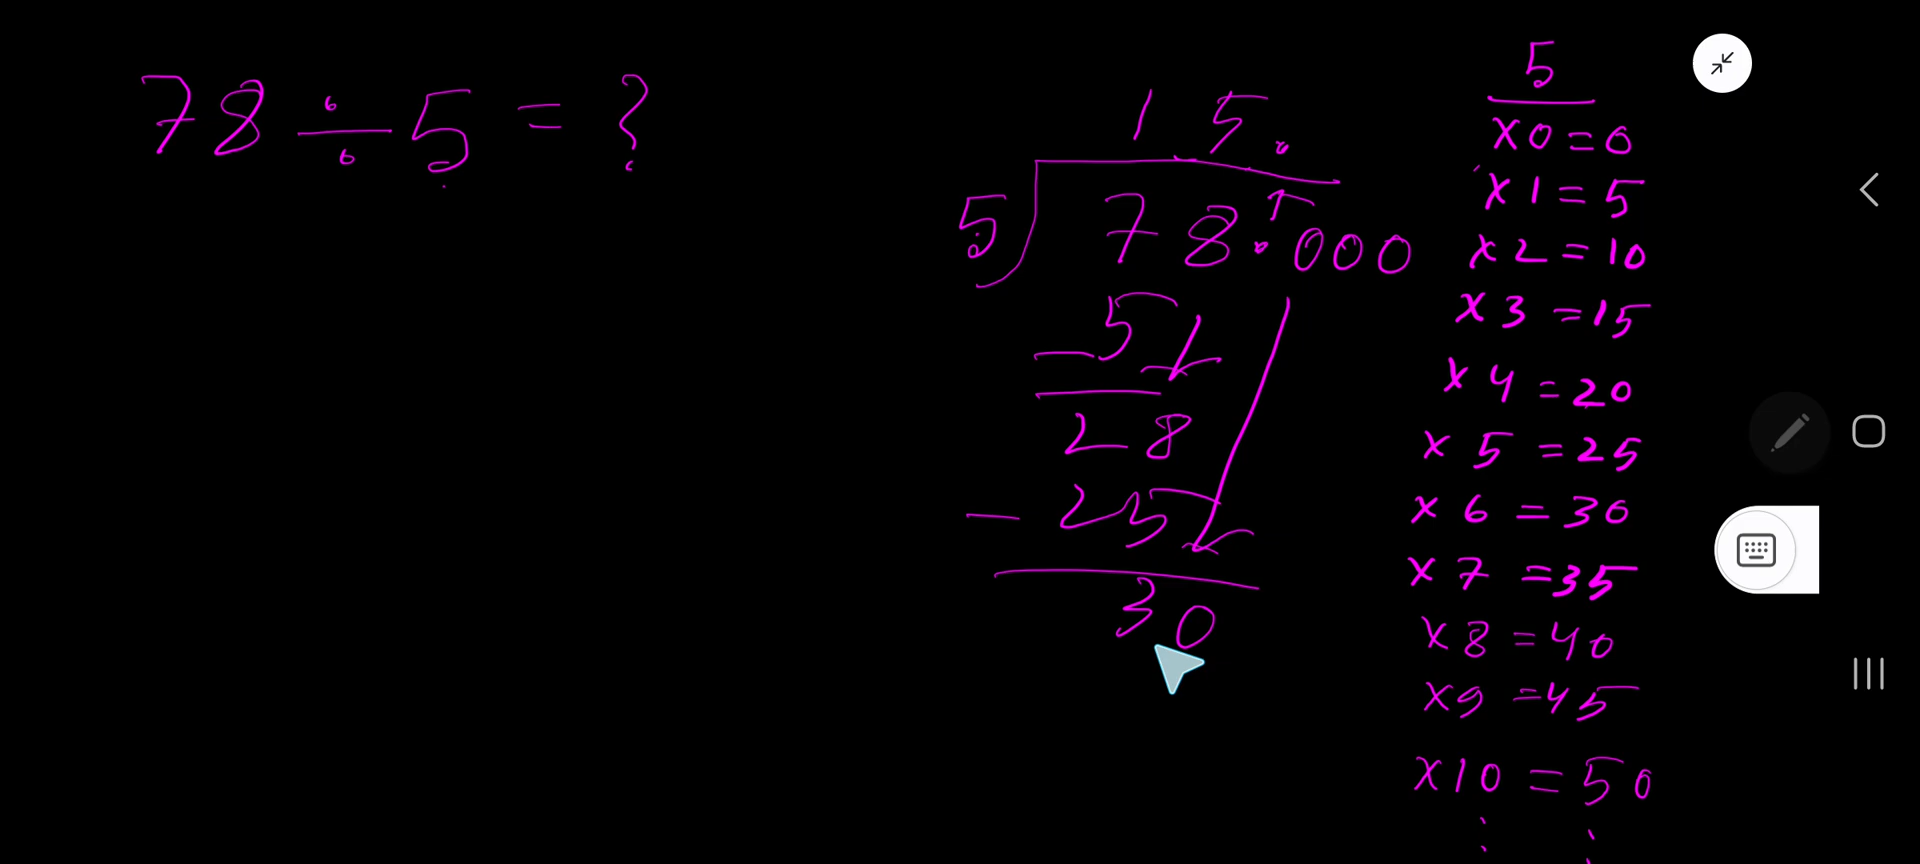 78 ÷ 5 = ?
15.
5 78.000
-5
28
-25
30
5
x0=0
x1=5
x2=10
x3=15
x4=20
x5=25
x6=30
x7=35
x8=40
x9=45
x10=50